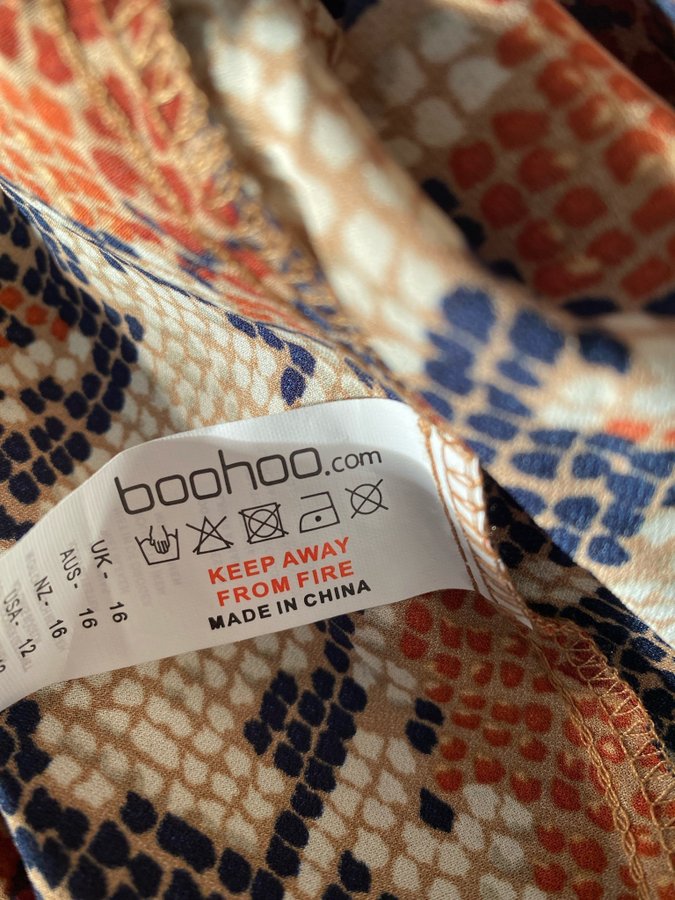 boohoo.com
KEEP AWAY
FROM FIRE
MADE IN CHINA
UK - 16
AUS - 16
NZ - 16
USA - 12